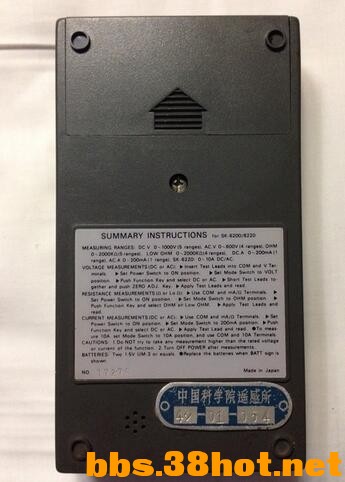 SUMMARY INSTRUCTIONS for SK-6200/6220
MEASURING RANGES: DC.V 0~1000V (5 ranges), AC.V 0~600V (4 ranges), OHM
0~2000KΩ (5 ranges), LOW OHM 0~2000KΩ (4 ranges), DC.A 0~200mA (1
range), AC.A 0~200mA (1 range), SK-6220: 0~10A DC/AC.
VOLTAGE MEASUREMENTS (DC or AC): ▶ Insert Test Leads into COM and V Ter-
minals. ▶ Set Power Switch to ON position. ▶ Set Mode Switch to VOLT
position. ▶ Push Function Key and select DC or AC. ▶ Short Test Leads to-
gether and push ZERO ADJ. Key. ▶ Apply Test Leads and read.
RESISTANCE MEASUREMENTS (Ω or LoΩ): ▶ Use COM and mA/Ω Terminals. ▶
Set Power Switch to ON position. ▶ Set Mode Switch to OHM position. ▶ Push
Function Key and select OHM or Low OHM. ▶ Apply Test Leads and read.
CURRENT MEASUREMENTS (DC or AC): ▶ Use COM and mA/Ω Terminals. ▶ Set
Power Switch to ON position. ▶ Set Mode Switch to 200mA position. ▶ Push
Function Key and select DC or AC. ▶ Apply Test Lead and read. ● To meas-
ure 10A set Mode Switch to 10A position, and use COM and 10A Terminals.
CAUTIONS: 1. Do NOT try to take any measurement higher than the rated voltage
or current of this function. 2. Turn OFF POWER after measurements.
BATTERIES: Two 1.5V UM-3 or equals. ● Replace the batteries when BATT sign is
shown.
NO. Made in Japan
中国科学院遥感所
49 01 054
bbs.38hot.net